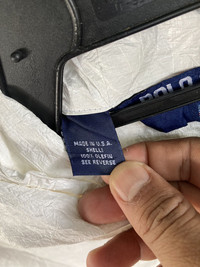 POLO
MADE IN U.S.A.
SHELL:
100% OLEFIN
SEE REVERSE